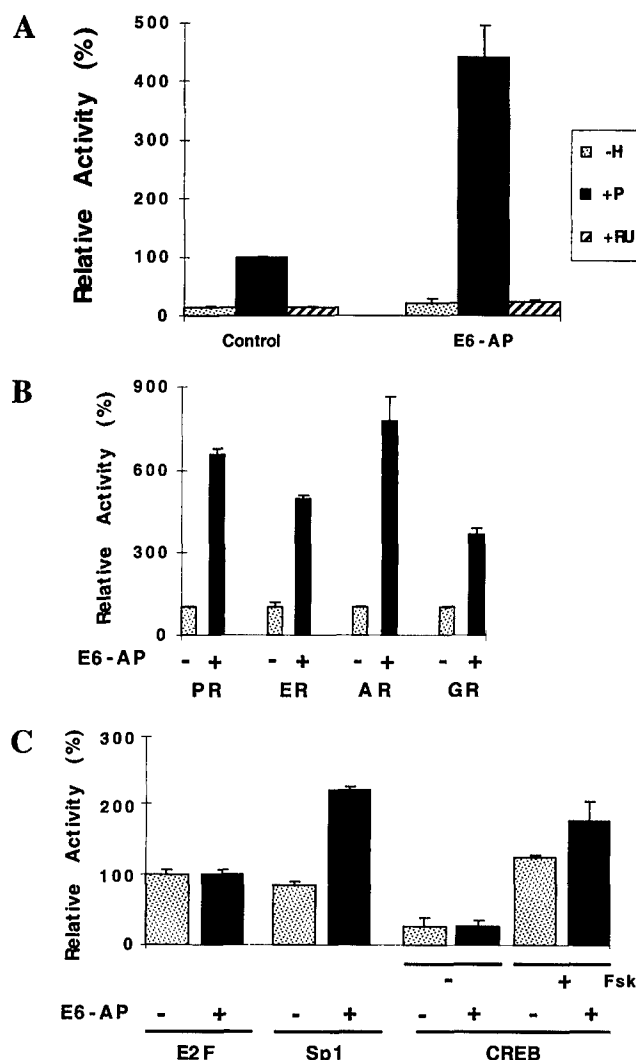 A
Relative Activity (%)
500
400
300
200
100
0
Control
E6-AP
-H
+P
+RU
B
Relative Activity (%)
900
600
300
0
E6-AP - + - + - + - +
PR ER AR GR
C
Relative Activity (%)
300
200
100
0
- + Fsk
E6-AP - + - + - + - +
E2F Sp1 CREB